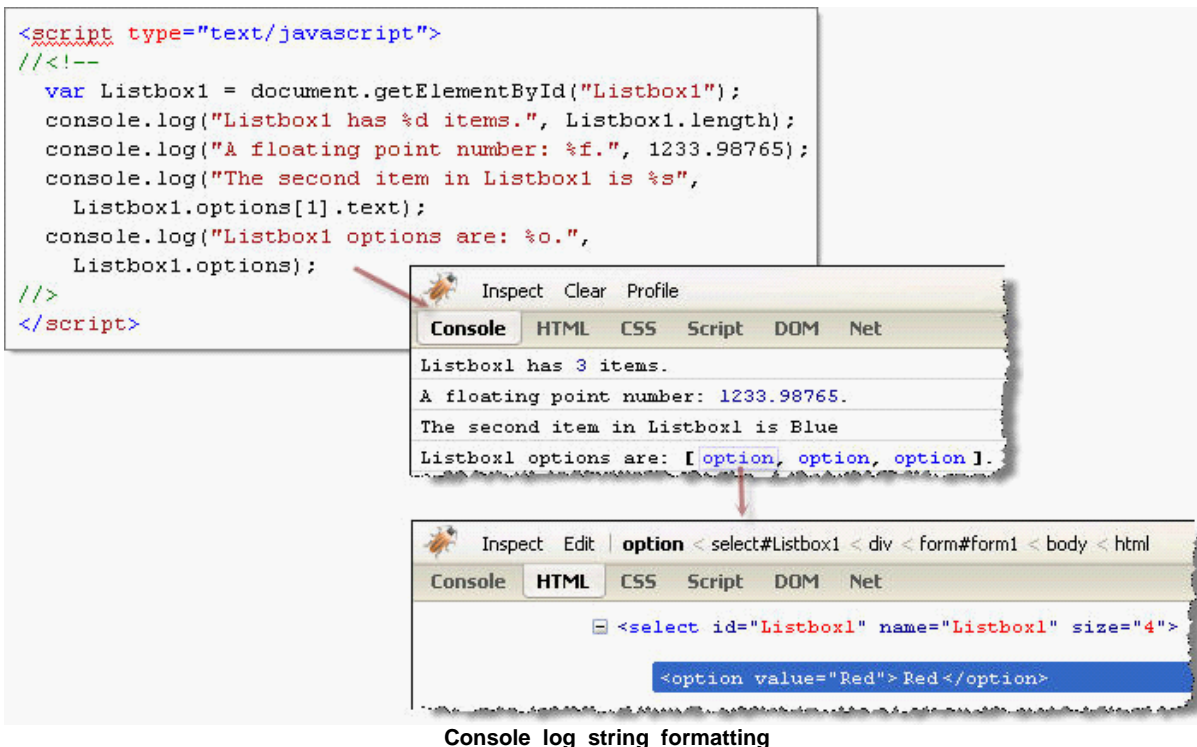 <script type="text/javascript">
//<!--
var Listbox1 = document.getElementById("Listbox1");
console.log("Listbox1 has %d items.", Listbox1.length);
console.log("A floating point number: %f.", 1233.98765);
console.log("The second item in Listbox1 is %s",
Listbox1.options[1].text);
console.log("Listbox1 options are: %o.",
Listbox1.options);
//>
</script>
Inspect Clear Profile
Console HTML CSS Script DOM Net
Listbox1 has 3 items.
A floating point number: 1233.98765.
The second item in Listbox1 is Blue
Listbox1 options are: [ option, option, option ].
Inspect Edit | option < select#Listbox1 < div < form#form1 < body < html
Console HTML CSS Script DOM Net
<select id="Listbox1" name="Listbox1" size="4">
<option value="Red">Red</option>
Console log string formatting